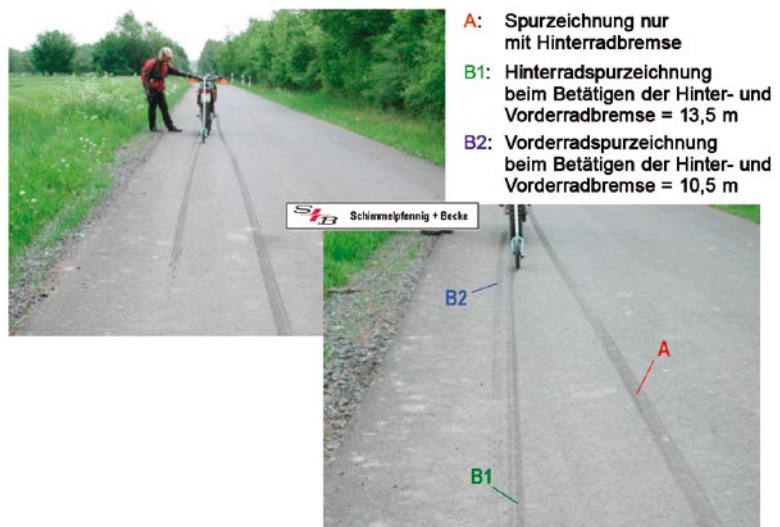 A: Spurzeichnung nur
mit Hinterradbremse
B1: Hinterradspurzeichnung
beim Betätigen der Hinter- und
Vorderradbremse = 13,5 m
B2: Vorderradspurzeichnung
beim Betätigen der Hinter- und
Vorderradbremse = 10,5 m
S+B Schimmelpfennig + Becke
B2
A
B1